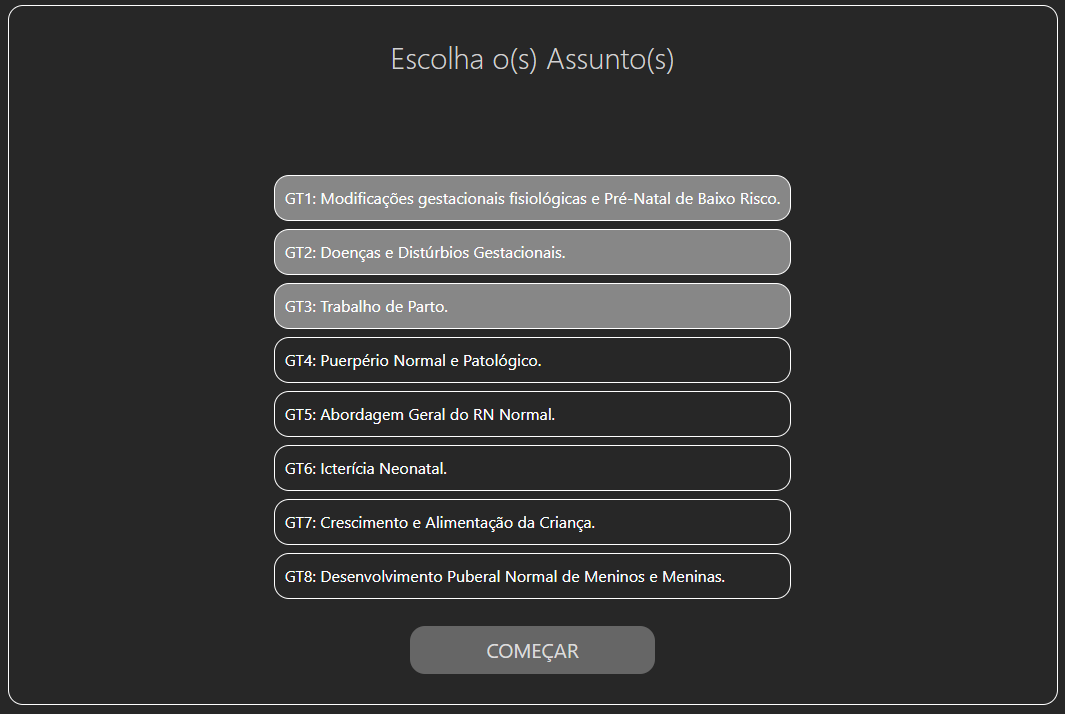 Escolha o(s) Assunto(s)
GT1: Modificações gestacionais fisiológicas e Pré-Natal de Baixo Risco.
GT2: Doenças e Distúrbios Gestacionais.
GT3: Trabalho de Parto.
GT4: Puerpério Normal e Patológico.
GT5: Abordagem Geral do RN Normal.
GT6: Icterícia Neonatal.
GT7: Crescimento e Alimentação da Criança.
GT8: Desenvolvimento Puberal Normal de Meninos e Meninas.
COMEÇAR